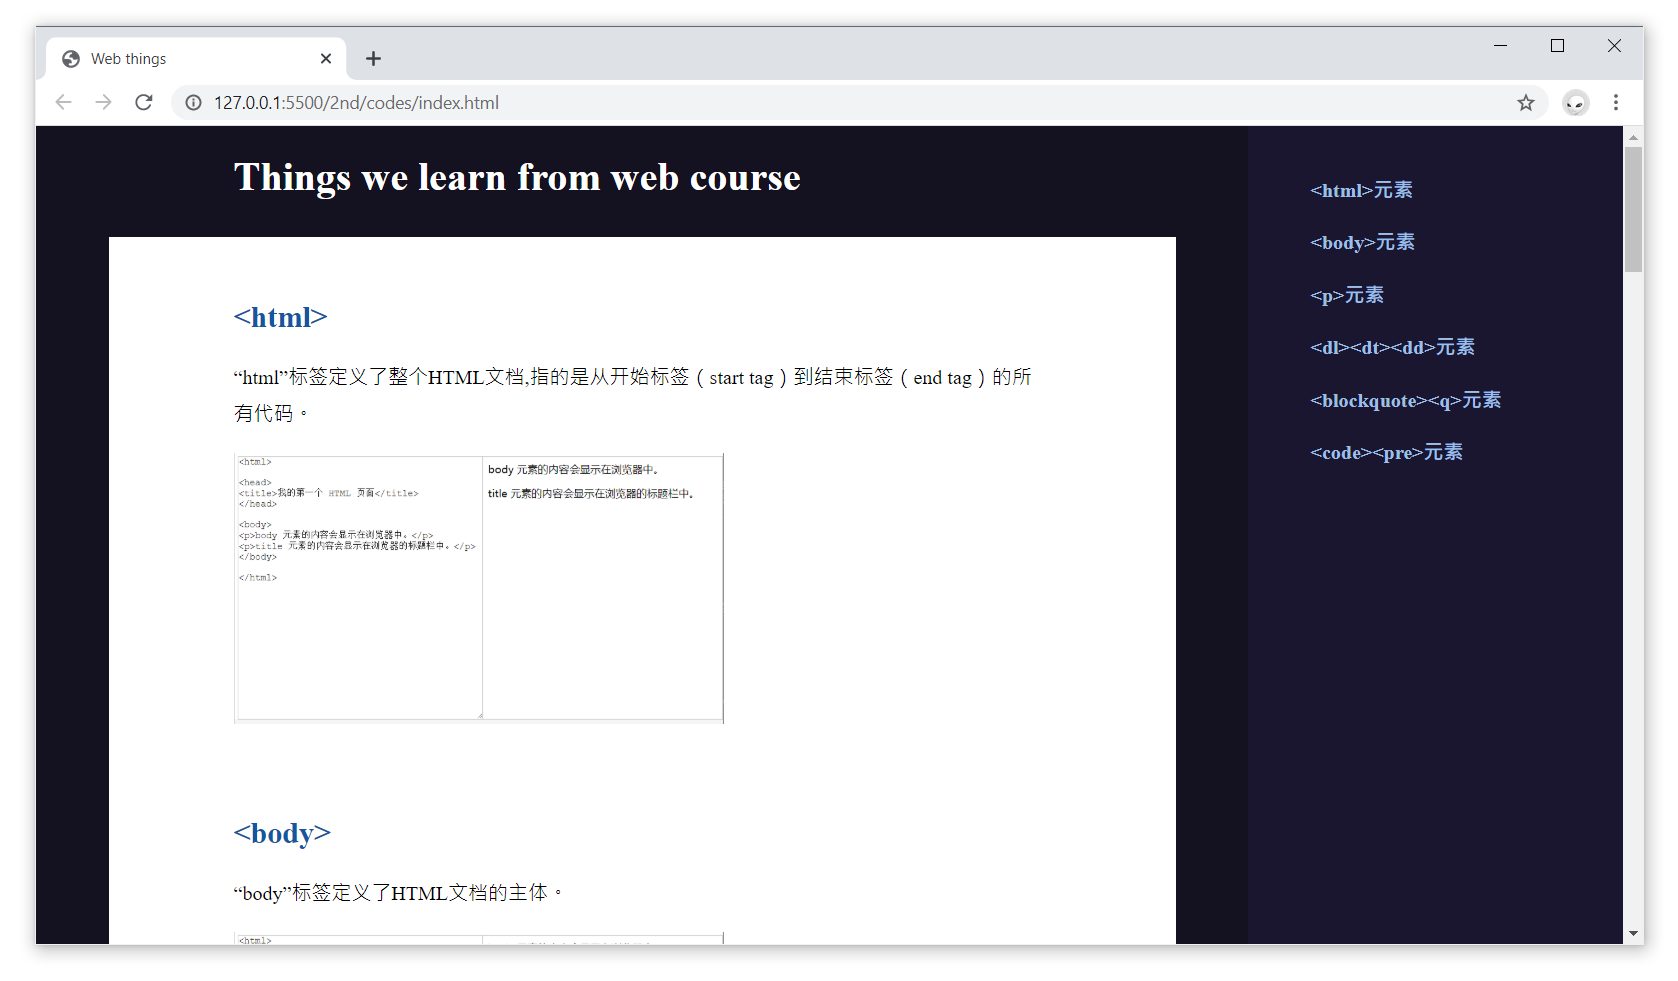 Web things
127.0.0.1:5500/2nd/codes/index.html
Things we learn from web course
<html>
“html”标签定义了整个HTML文档,指的是从开始标签（start tag）到结束标签（end tag）的所
有代码。
<html>
<head>
<title>我的第一个 HTML 页面</title>
</head>
<body>
<p>body 元素的内容会显示在浏览器中。</p>
<p>title 元素的内容会显示在浏览器的标题栏中。</p>
</body>
</html>
body 元素的内容会显示在浏览器中。
title 元素的内容会显示在浏览器的标题栏中。
<body>
“body”标签定义了HTML文档的主体。
<html>
<html>元素
<body>元素
<p>元素
<dl><dt><dd>元素
<blockquote><q>元素
<code><pre>元素